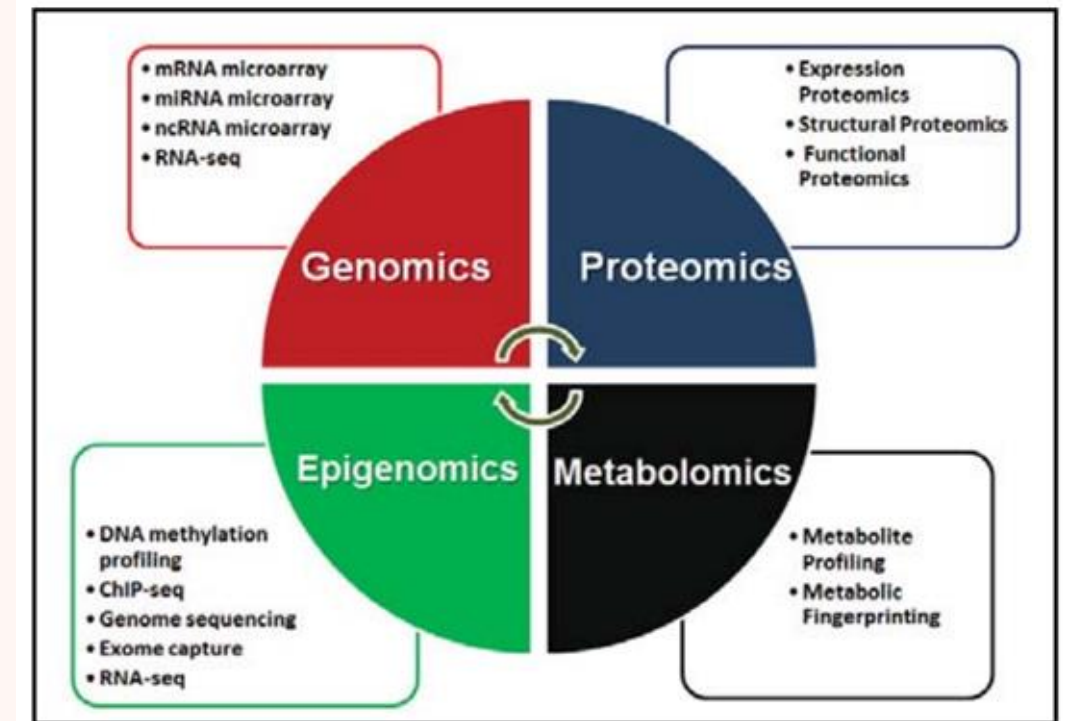 • mRNA microarray
• miRNA microarray
• ncRNA microarray
• RNA-seq
• Expression
Proteomics
• Structural Proteomics
• Functional
Proteomics
Genomics
Proteomics
Epigenomics
Metabolomics
• DNA methylation
profiling
• ChIP-seq
• Genome sequencing
• Exome capture
• RNA-seq
• Metabolite
Profiling
• Metabolic
Fingerprinting